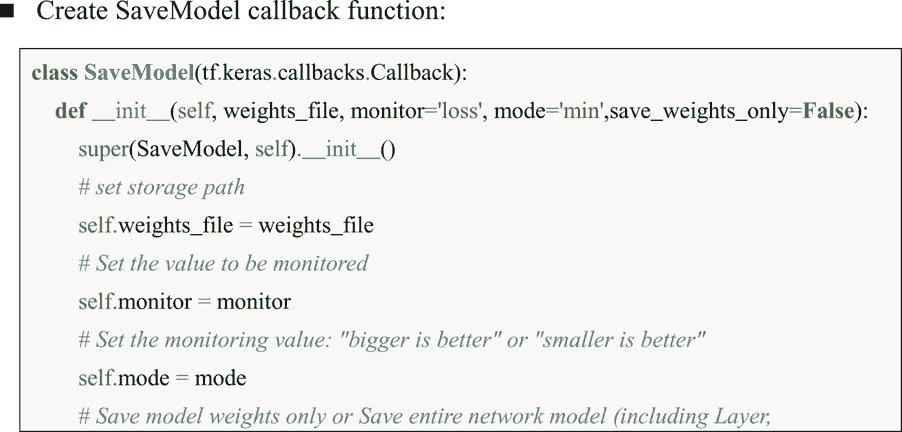 ■ Create SaveModel callback function:
class SaveModel(tf.keras.callbacks.Callback):
def __init__(self, weights_file, monitor='loss', mode='min',save_weights_only=False):
super(SaveModel, self).__init__()
# set storage path
self.weights_file = weights_file
# Set the value to be monitored
self.monitor = monitor
# Set the monitoring value: "bigger is better" or "smaller is better"
self.mode = mode
# Save model weights only or Save entire network model (including Layer,